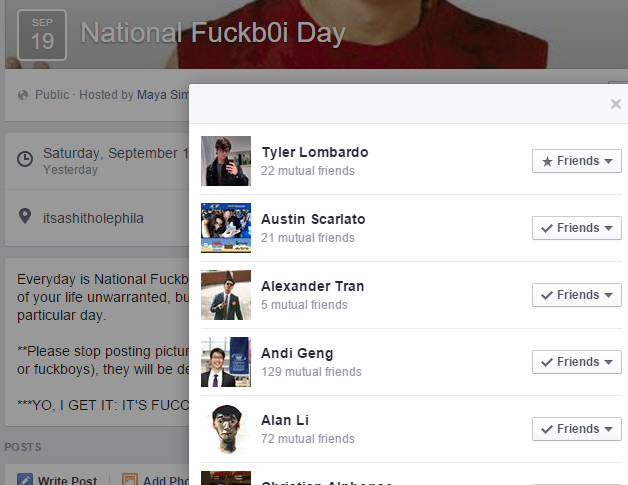 SEP
19
National Fuckb0i Day
Public · Hosted by Maya Sim
Saturday, September 1
Yesterday
itsashitholephila
Everyday is National Fuckb
of your life unwarranted, bu
particular day.
**Please stop posting pictur
or fuckboys), they will be de
***YO, I GET IT: IT'S FUCC
POSTS
Write Post
Add Pho
×
Tyler Lombardo
22 mutual friends
Friends
Austin Scarlato
21 mutual friends
Friends
Alexander Tran
5 mutual friends
Friends
Andi Geng
129 mutual friends
Friends
Alan Li
72 mutual friends
Friends